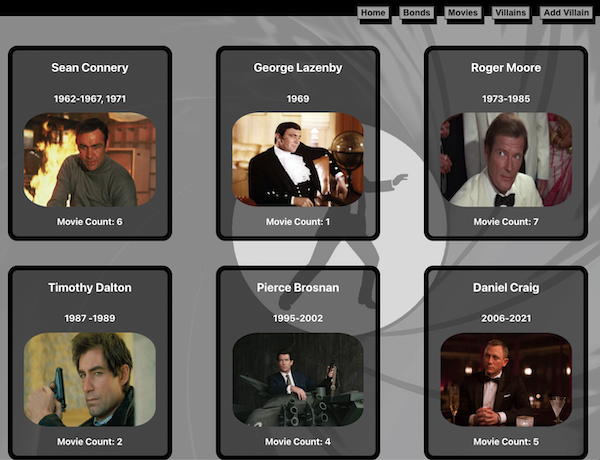 Home Bonds Movies Villains Add Villain
Sean Connery
1962-1967, 1971
Movie Count: 6
George Lazenby
1969
Movie Count: 1
Roger Moore
1973-1985
Movie Count: 7
Timothy Dalton
1987 -1989
Movie Count: 2
Pierce Brosnan
1995-2002
Movie Count: 4
Daniel Craig
2006-2021
Movie Count: 5